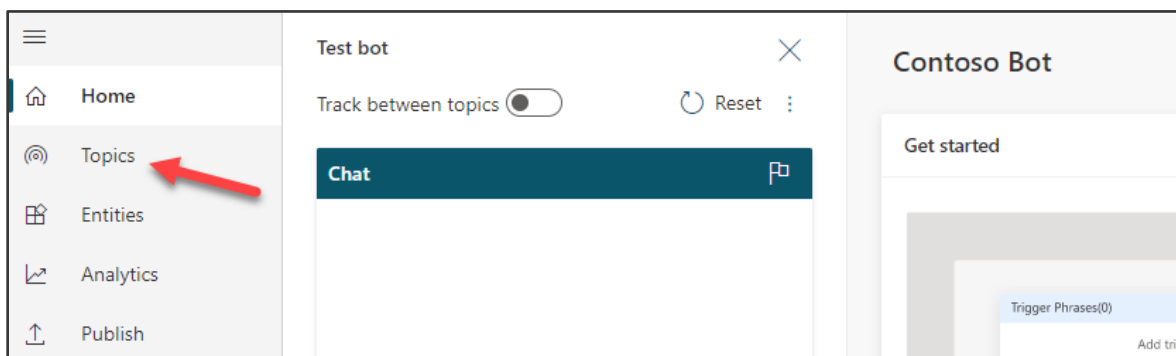 Home
Topics
Entities
Analytics
Publish
Test bot
Track between topics
Reset
Chat
Contoso Bot
Get started
Trigger Phrases(0)
Add